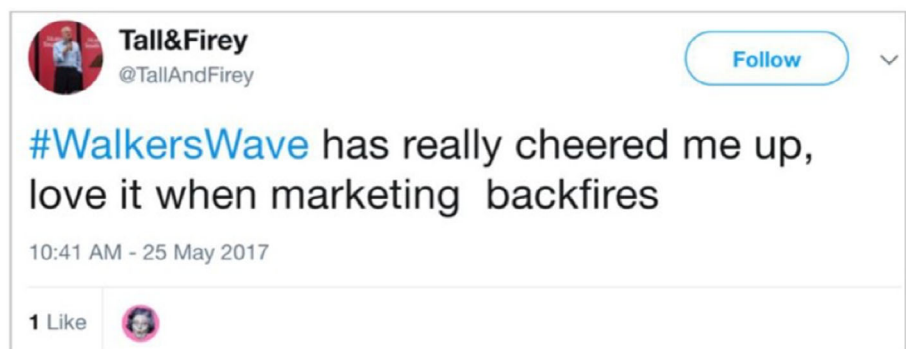 Tall&Firey
@TallAndFirey
Follow
#WalkersWave has really cheered me up,
love it when marketing  backfires
10:41 AM - 25 May 2017
1 Like